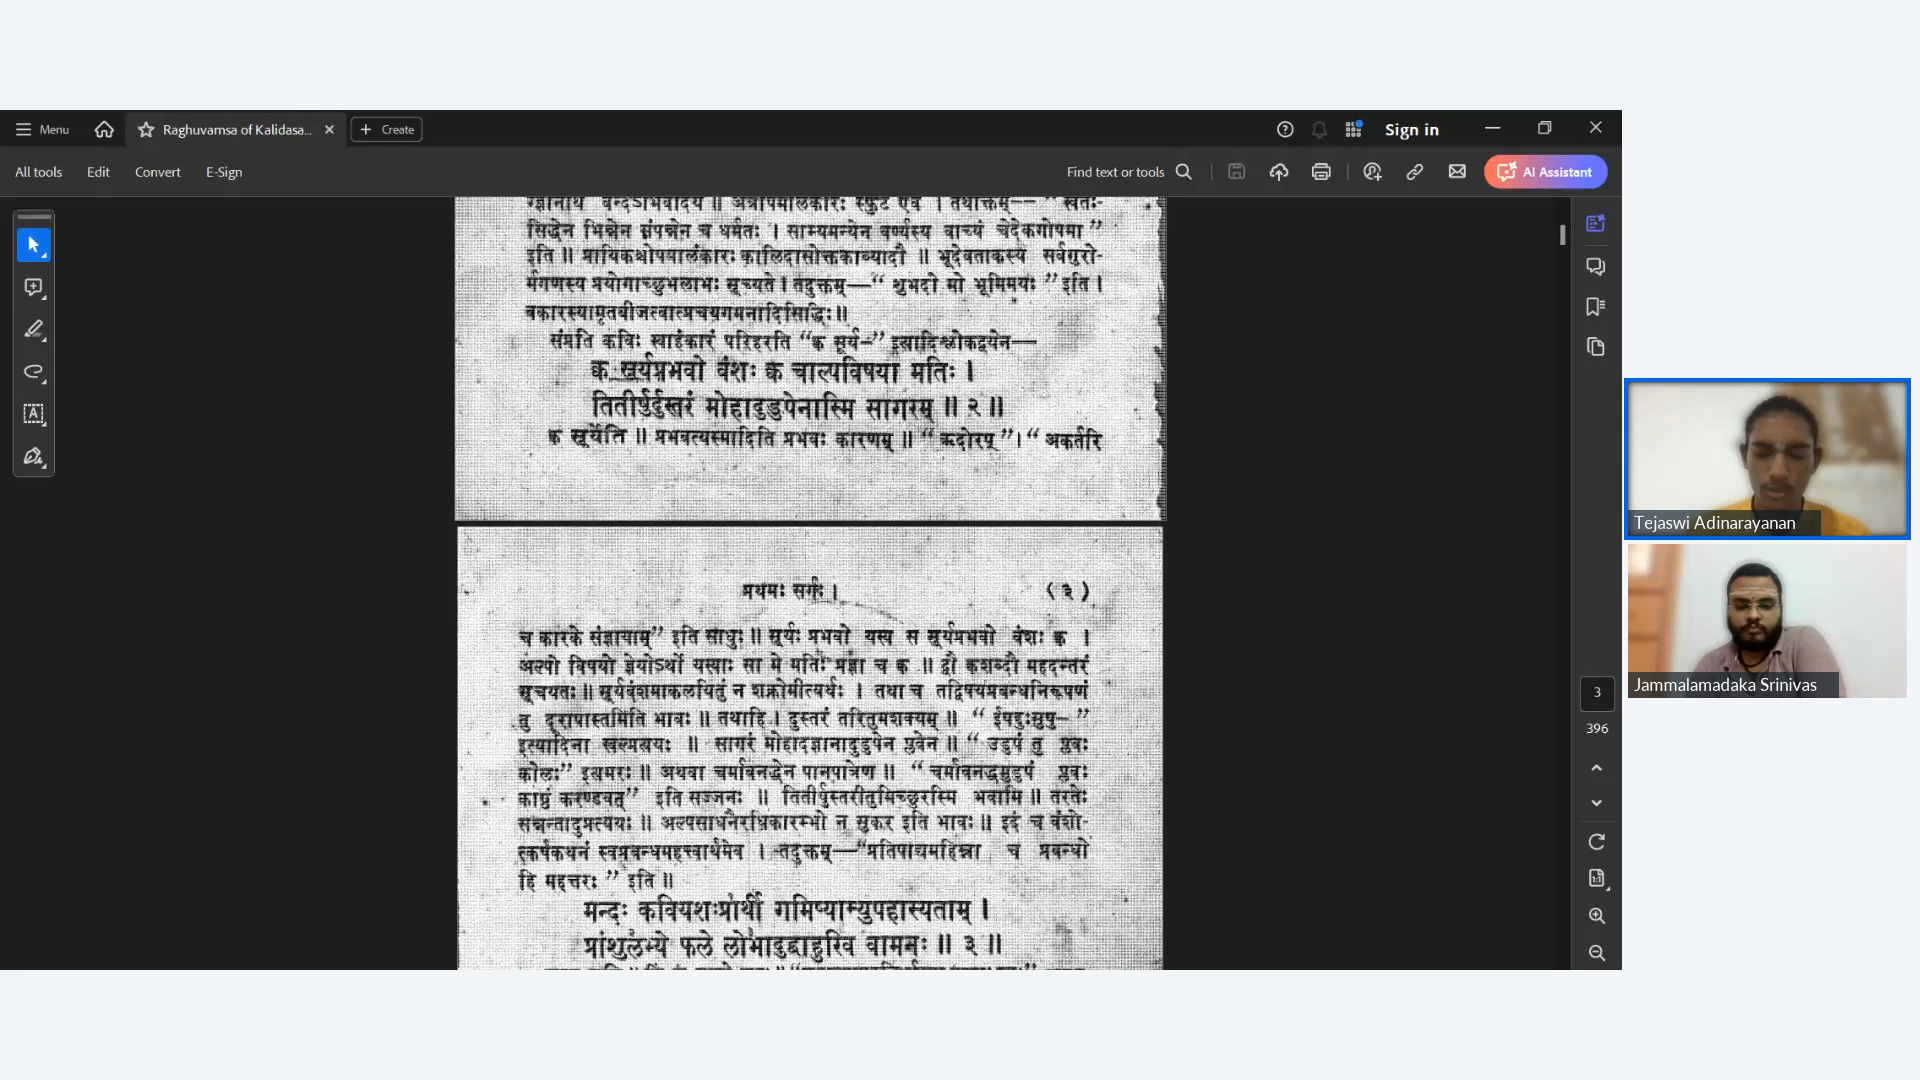 Menu
Raghuvamsa of Kalidasa...
Create
Sign in
All tools
Edit
Convert
E-Sign
Find text or tools
AI Assistant
सिद्धेन भिन्नेन संपन्नेन च धर्मतः । साम्यमन्येन वर्ण्यस्य वाच्यं चेदेकगोपमा”
इति ॥ प्रायिकश्चोपमालंकारः कालिदासोक्तकाव्यादौ ॥ भूदेवताकस्य सर्वगुरो-
र्मगणस्य प्रयोगाच्छुभलाभः सूच्यते । तदुक्तम्—“ शुभदो मो भूमिमयः ” इति ।
वकारस्यामृतबीजत्वात्प्रचयगमनादिसिद्धिः ॥
संप्रति कविः स्वाहंकारं परिहरति “क सूर्य-” इत्यादिश्लोकद्वयेन—
क सूर्यप्रभवो वंशः क चाल्पविषया मतिः ।
तितीर्षुर्दुस्तरं मोहादुडुपेनास्मि सागरम् ॥ २ ॥
क सूर्येति ॥ प्रभवत्यस्मादिति प्रभवः कारणम् ॥ “ ऋदोरप् ”। “ अकर्तरि
प्रथमः सर्गः ।
( ३ )
च कारके संज्ञायाम्” इति साधुः ॥ सूर्यः प्रभवो यस्य स सूर्यप्रभवो वंशः क ।
अल्पो विषयो ज्ञेयोऽर्थो यस्याः सा मे मतिः प्रज्ञा च क ॥ द्वौ कशब्दौ महदन्तरं
सूचयतः ॥ सूर्यवंशमाकलयितुं न शक्नोमीत्यर्थः । तथा च तद्विषयप्रबन्धनिरूपणं
तु दूरापास्तमिति भावः ॥ तथाहि । दुस्तरं तरितुमशक्यम् ॥ “ ईषद्दुःसुषु- ”
इत्यादिना खल्प्रत्ययः ॥ सागरं मोहादज्ञानादुडुपेन प्लवेन ॥ “ उडुपं तु प्लवः
कोलः” इत्यमरः ॥ अथवा चर्मावनद्धेन पानपात्रेण ॥ “ चर्मावनद्धमुडुपं प्लवः
काष्ठं करण्डवत्” इति सज्जनः ॥ तितीर्षुस्तरीतुमिच्छुरस्मि भवामि ॥ तरतेः
सन्नन्तादुप्रत्ययः ॥ अल्पसाधनैरधिकारम्भो न सुकर इति भावः ॥ इदं च वंशो-
त्कर्षकथनं स्वप्रबन्धमहत्त्वार्थमेव । तदुक्तम्—“प्रतिपाद्यमहिम्ना च प्रबन्धो
हि महत्तरः ” इति ॥
मन्दः कवियशःप्रार्थी गमिष्याम्युपहास्यताम् ।
प्रांशुलभ्ये फले लोभादुद्बाहुरिव वामनः ॥ ३ ॥
3
396
Tejaswi Adinarayanan
Jammalamadaka Srinivas